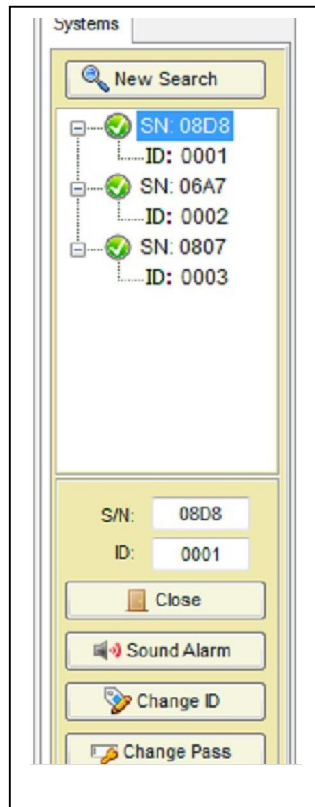 Systems
New Search
SN: 08D8
ID: 0001
SN: 06A7
ID: 0002
SN: 0807
ID: 0003
S/N: 08D8
ID: 0001
Close
Sound Alarm
Change ID
Change Pass